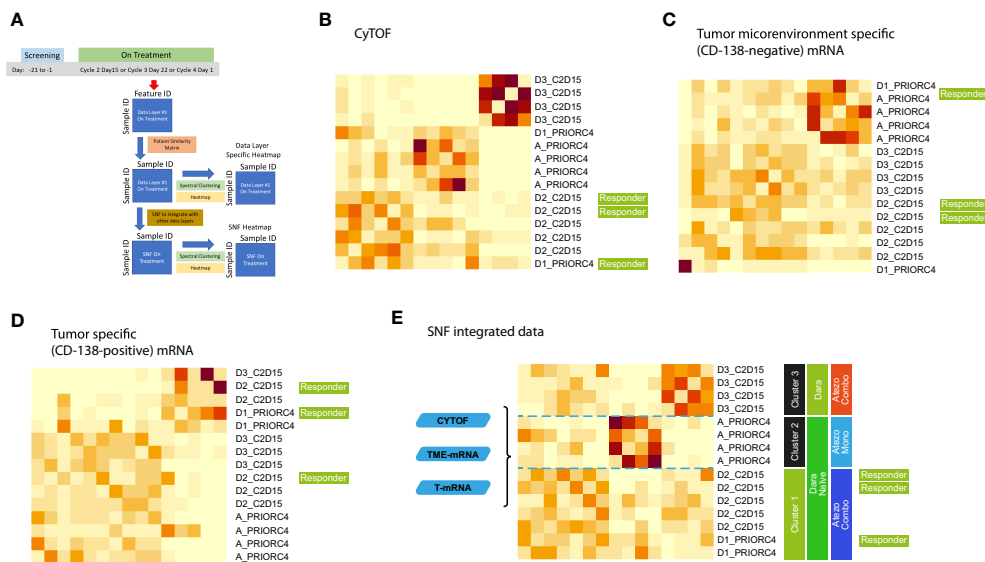 A
Screening
On Treatment
Day: -21 to -1
Cycle 2 Day15 or Cycle 3 Day 22 or Cycle 4 Day 1
Feature ID
Sample ID
Data Layer #1
On Treatment
Patient Similarity
Matrix
Sample ID
Sample ID
Data Layer #1
On Treatment
Spectral Clustering
Heatmap
Data Layer
Specific Heatmap
Sample ID
Sample ID
Data Layer #1
On Treatment
SNF to integrate with
other data layers
Sample ID
Sample ID
SNF On
Treatment
Spectral Clustering
Heatmap
SNF Heatmap
Sample ID
Sample ID
SNF On
Treatment
B
CyTOF
D3_C2D15
D3_C2D15
D3_C2D15
D3_C2D15
D1_PRIORC4
A_PRIORC4
A_PRIORC4
A_PRIORC4
A_PRIORC4
D2_C2D15 Responder
D2_C2D15 Responder
D2_C2D15
D2_C2D15
D2_C2D15
D1_PRIORC4 Responder
C
Tumor micorenvironment specific
(CD-138-negative) mRNA
D1_PRIORC4
Responder
A_PRIORC4
A_PRIORC4
A_PRIORC4
A_PRIORC4
D3_C2D15
D3_C2D15
D3_C2D15
D3_C2D15
D2_C2D15 Responder
D2_C2D15 Responder
D2_C2D15
D2_C2D15
D2_C2D15
D1_PRIORC4
D
Tumor specific
(CD-138-positive) mRNA
D3_C2D15
D2_C2D15 Responder
D2_C2D15
D1_PRIORC4 Responder
D1_PRIORC4
D3_C2D15
D3_C2D15
D3_C2D15
D2_C2D15 Responder
D2_C2D15
D2_C2D15
A_PRIORC4
A_PRIORC4
A_PRIORC4
A_PRIORC4
E
SNF integrated data
CYTOF
TME-mRNA
T-mRNA
D3_C2D15
D3_C2D15
D3_C2D15
D3_C2D15
A_PRIORC4
A_PRIORC4
A_PRIORC4
A_PRIORC4
D2_C2D15 Responder
D2_C2D15 Responder
D2_C2D15
D2_C2D15
D2_C2D15
D1_PRIORC4 Responder
D1_PRIORC4
Cluster 3
Cluster 2
Cluster 1
Dara
Dara
Naive
Atezo
Combo
Atezo
Mono
Atezo
Combo